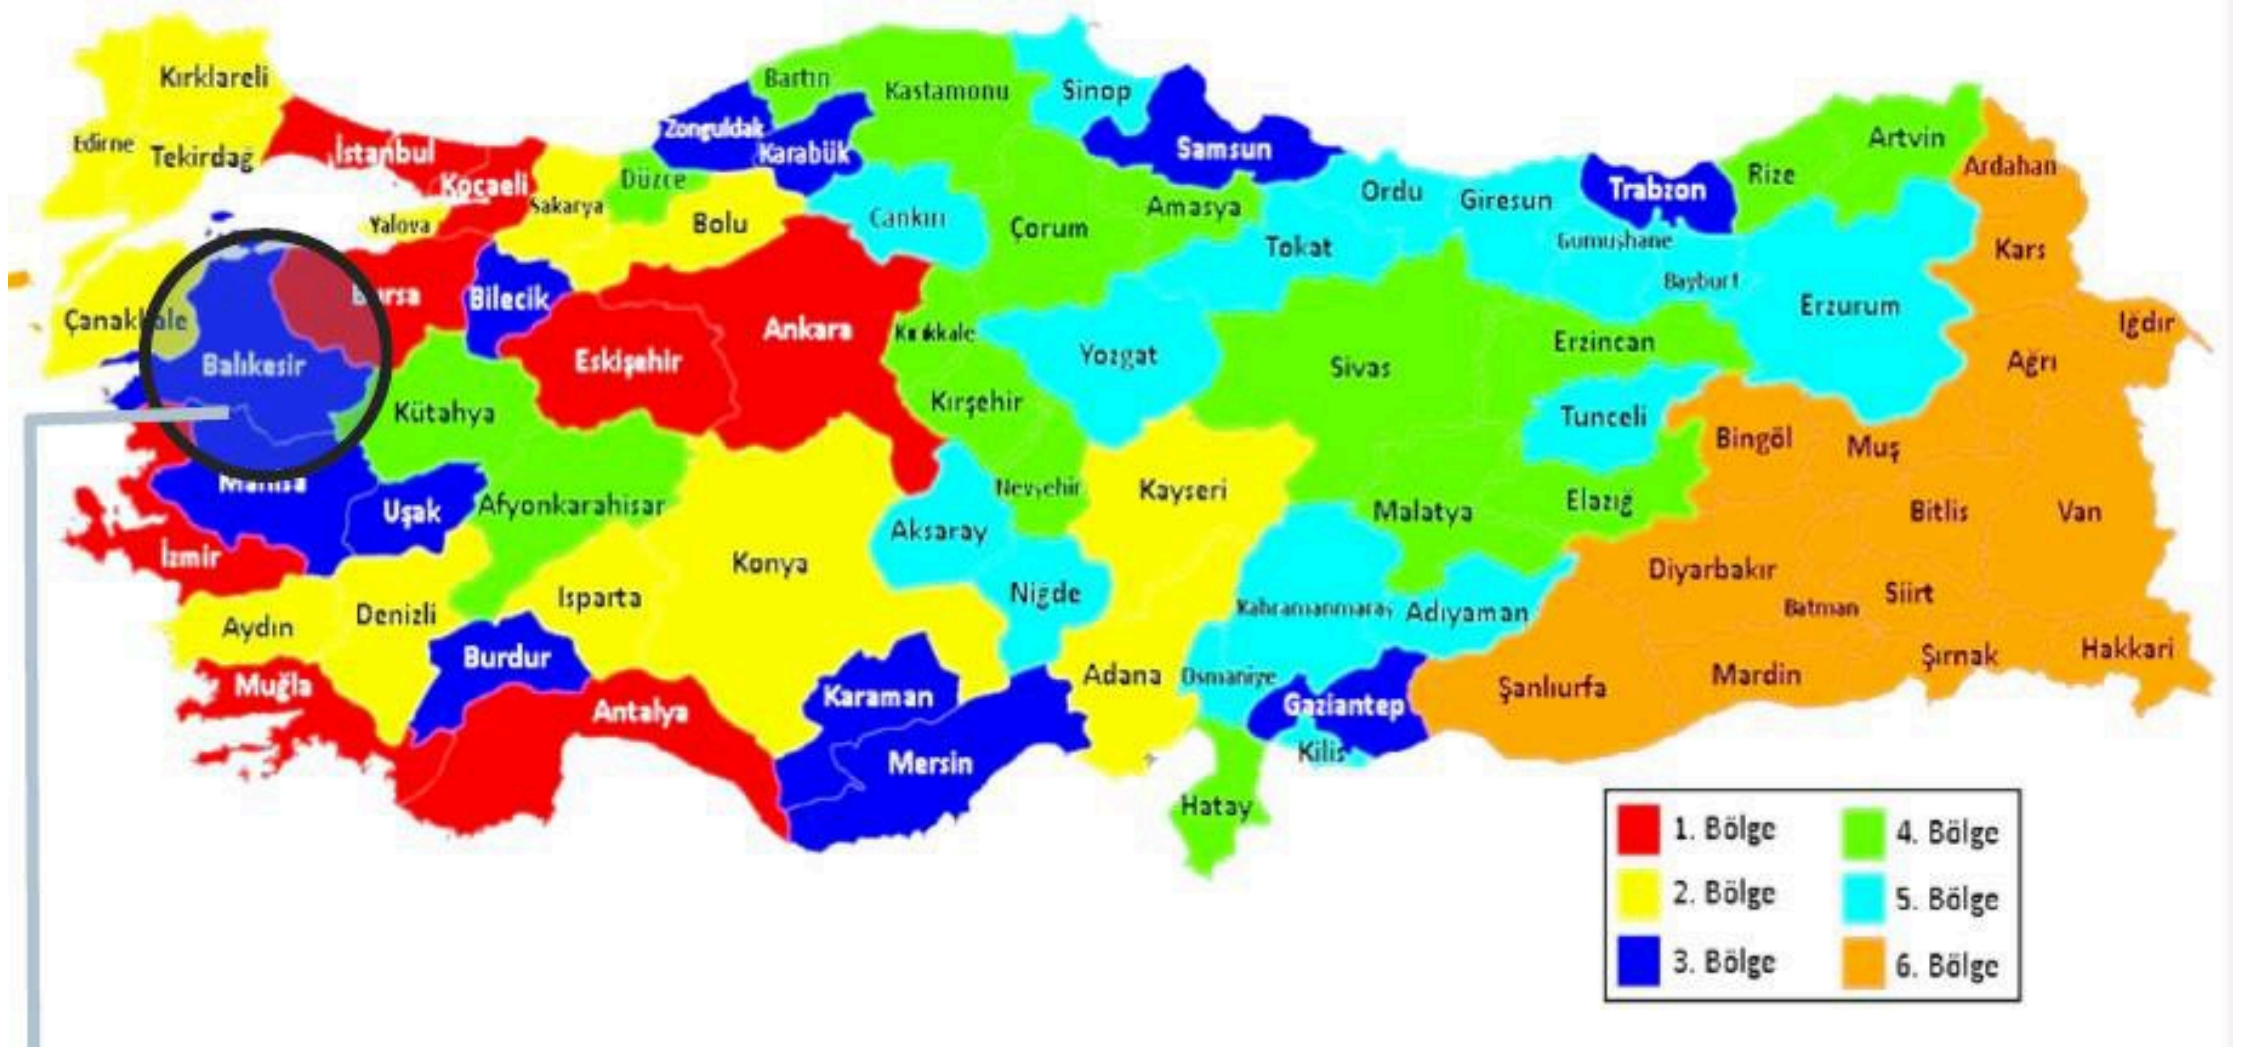 Kırklareli
Edirne
Tekirdağ
İstanbul
Kocaeli
Yalova
Sakarya
Düzce
Bolu
Zonguldak
Bartın
Karabük
Kastamonu
Sinop
Samsun
Çankırı
Çorum
Amasya
Tokat
Ordu
Giresun
Trabzon
Gümüşhane
Bayburt
Rize
Artvin
Ardahan
Kars
Erzurum
Iğdır
Ağrı
Çanakkale
Balıkesir
Bursa
Bilecik
Eskişehir
Ankara
Kırıkkale
Yozgat
Sivas
Erzincan
Tunceli
Bingöl
Muş
Kütahya
Kırşehir
Manisa
Uşak
Afyonkarahisar
Nevşehir
Kayseri
Malatya
Elazığ
Bitlis
Van
İzmir
Konya
Aksaray
Niğde
Diyarbakır
Batman
Siirt
Aydın
Denizli
Isparta
Kahramanmaraş
Adıyaman
Şırnak
Hakkari
Muğla
Burdur
Antalya
Karaman
Mersin
Adana
Osmaniye
Gaziantep
Kilis
Şanlıurfa
Mardin
Hatay
1. Bölge
2. Bölge
3. Bölge
4. Bölge
5. Bölge
6. Bölge